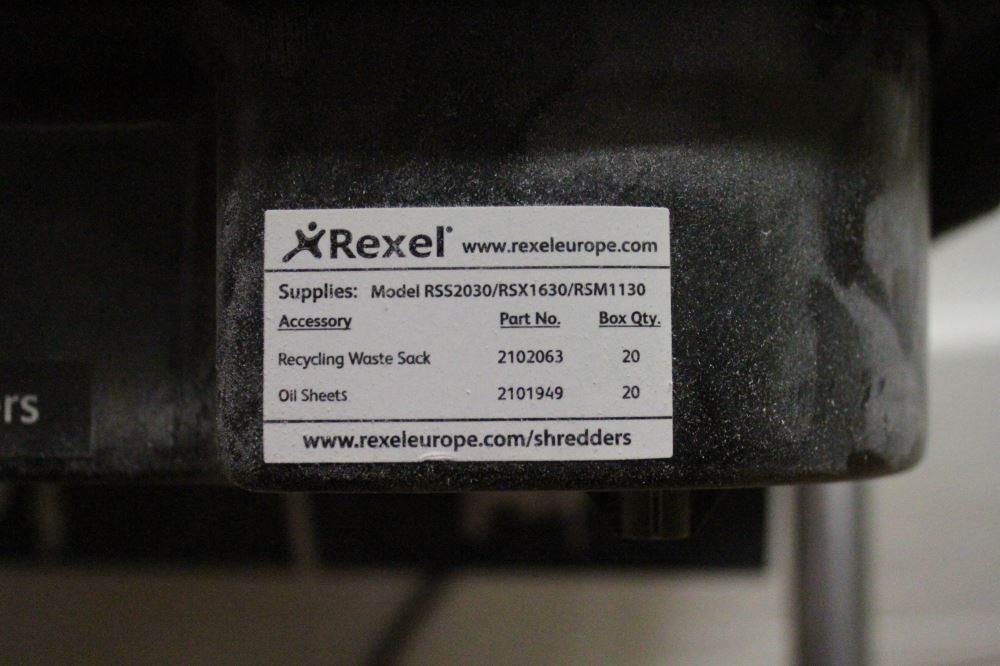 Rexel® www.rexeleurope.com
Supplies: Model RSS2030/RSX1630/RSM1130
Accessory Part No. Box Qty.
Recycling Waste Sack 2102063 20
Oil Sheets 2101949 20
www.rexeleurope.com/shredders
rs